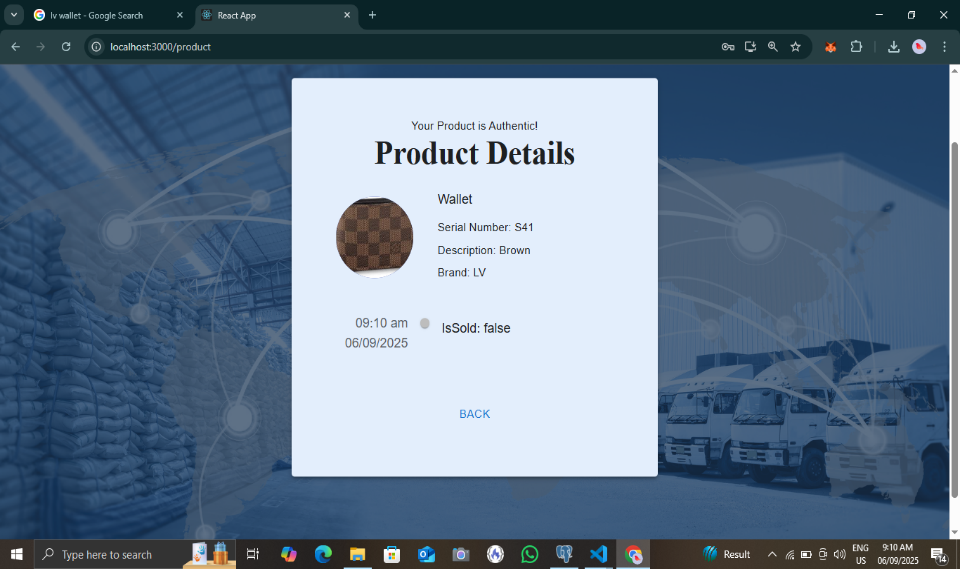 lv wallet - Google Search
React App
localhost:3000/product
Your Product is Authentic!
Product Details
Wallet
Serial Number: S41
Description: Brown
Brand: LV
09:10 am
06/09/2025
IsSold: false
BACK
Type here to search
Result
ENG
US
9:10 AM
06/09/2025
14